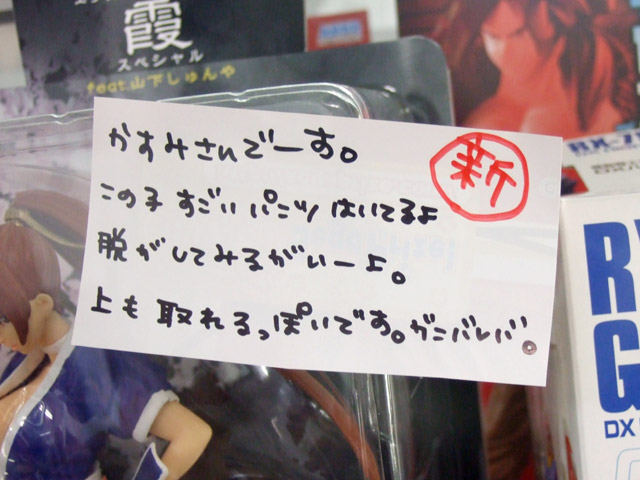 霞
スペシャル
feat.山下しゅんや
かすみさんでーす。
新
この子すごいパンツはいてるよ
脱がしてみるがいーよ。
上も取れるっぽいです。ガンバレバ。
R
G
DX